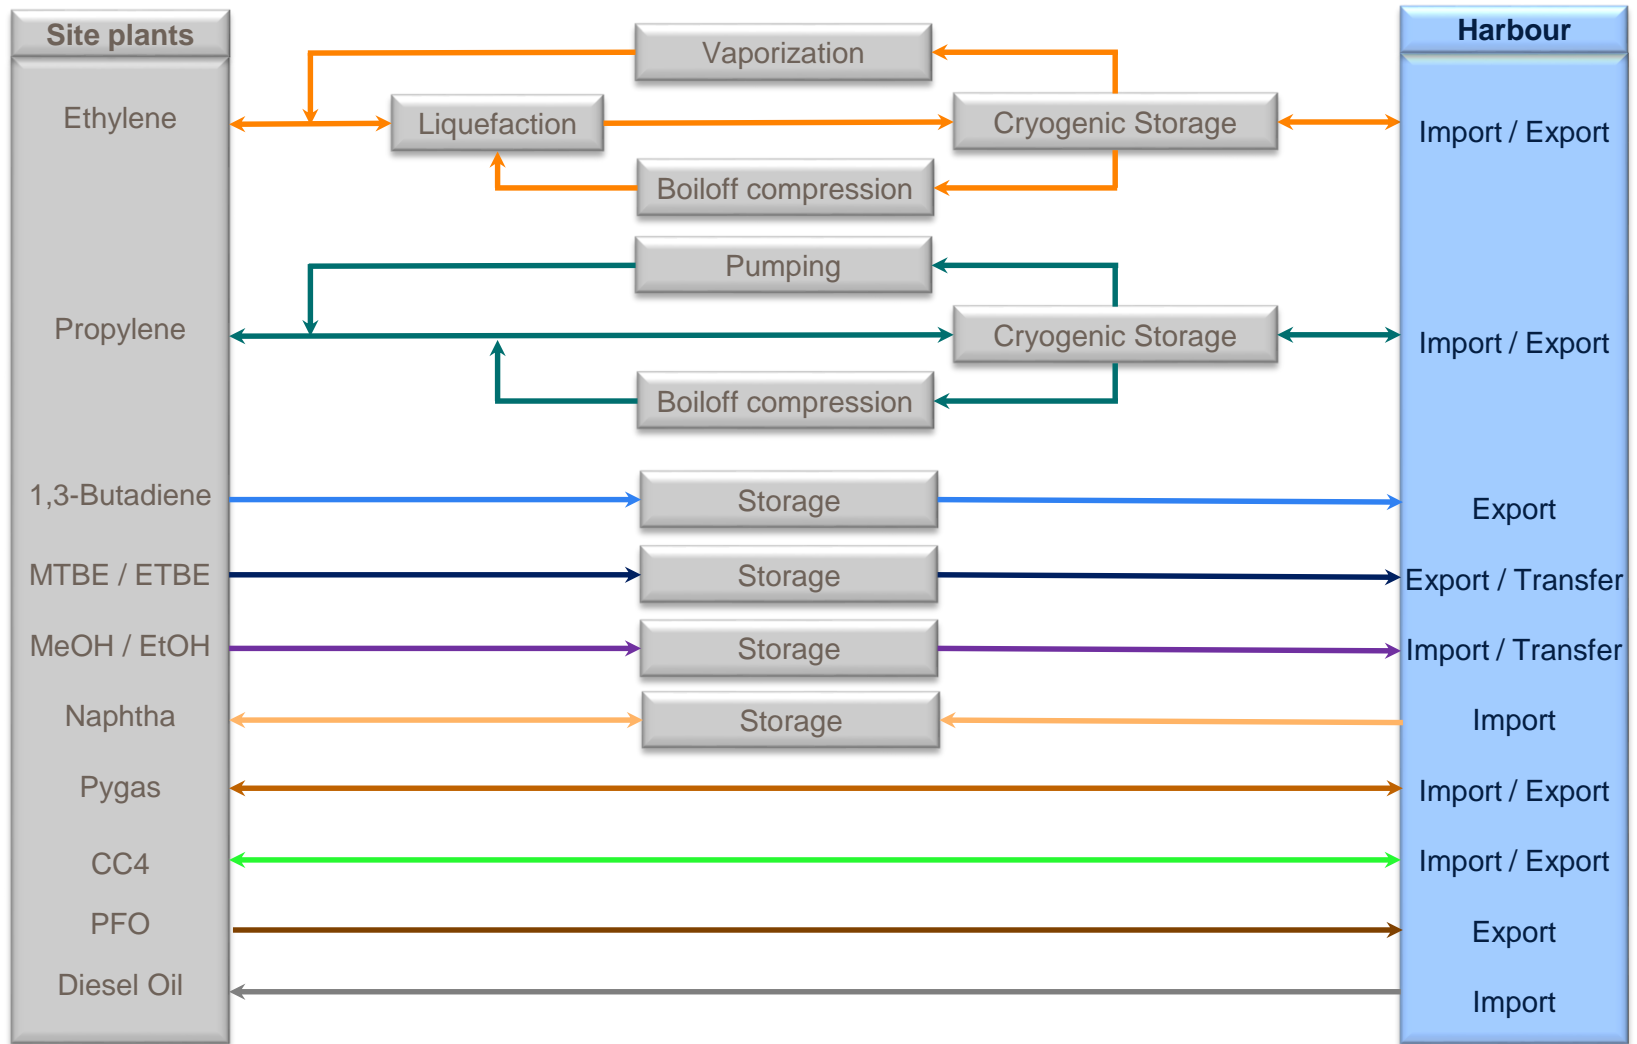 Site plants
Harbour
Vaporization
Ethylene
Liquefaction
Cryogenic Storage
Import / Export
Boiloff compression
Pumping
Propylene
Cryogenic Storage
Import / Export
Boiloff compression
1,3-Butadiene
Storage
Export
MTBE / ETBE
Storage
Export / Transfer
MeOH / EtOH
Storage
Import / Transfer
Naphtha
Storage
Import
Pygas
Import / Export
CC4
Import / Export
PFO
Export
Diesel Oil
Import